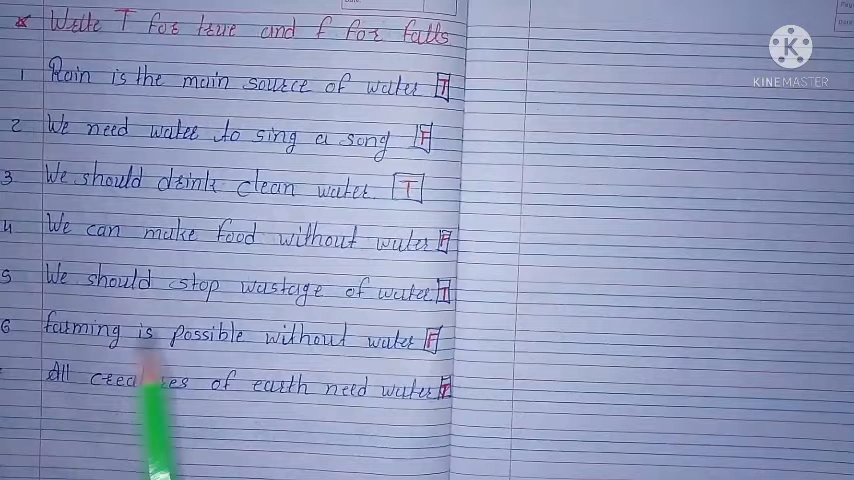 * Write T for true and f for falls
1 Rain is the main source of water T
2 We need water to sing a song F
3 We should drink clean water. T
4 We can make food without water F
5 We should stop wastage of water T
6 farming is possible without water F
All of earth need water T
K
KINEMASTER